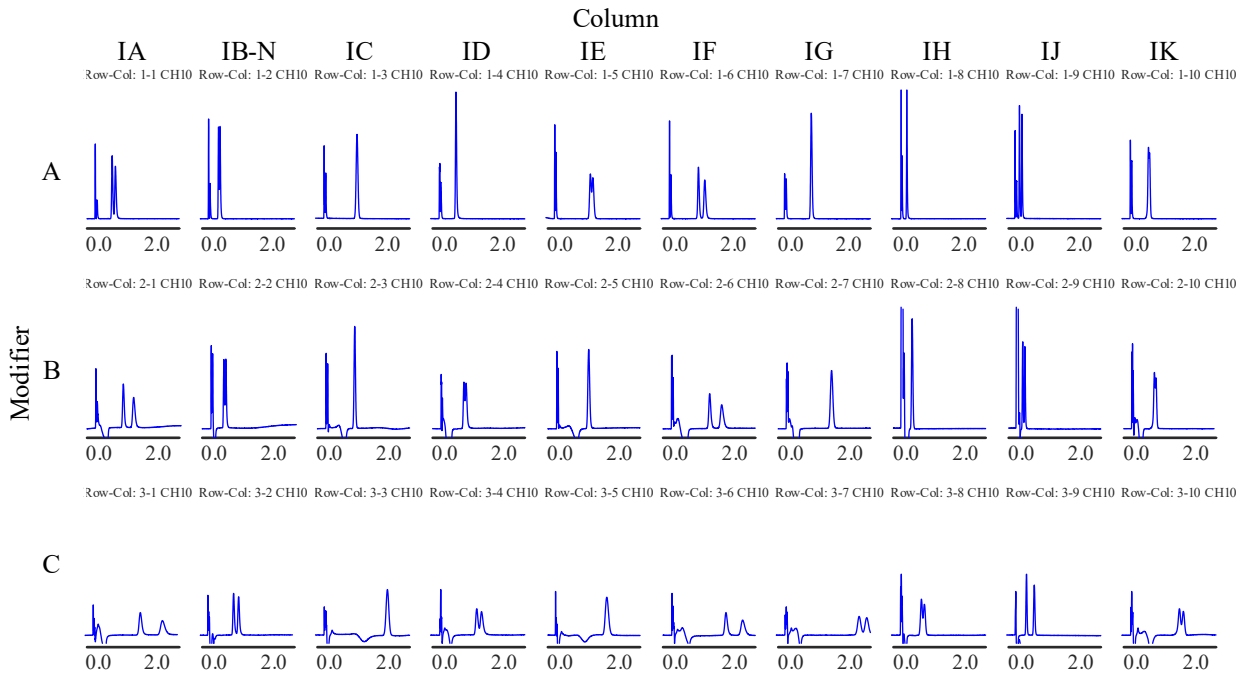 Column
IA IB-N IC ID IE IF IG IH IJ IK
Row-Col: 1-1 CH10 Row-Col: 1-2 CH10 Row-Col: 1-3 CH10 Row-Col: 1-4 CH10 Row-Col: 1-5 CH10 Row-Col: 1-6 CH10 Row-Col: 1-7 CH10 Row-Col: 1-8 CH10 Row-Col: 1-9 CH10 Row-Col: 1-10 CH10
A
0.0 2.0 0.0 2.0 0.0 2.0 0.0 2.0 0.0 2.0 0.0 2.0 0.0 2.0 0.0 2.0 0.0 2.0 0.0 2.0
Row-Col: 2-1 CH10 Row-Col: 2-2 CH10 Row-Col: 2-3 CH10 Row-Col: 2-4 CH10 Row-Col: 2-5 CH10 Row-Col: 2-6 CH10 Row-Col: 2-7 CH10 Row-Col: 2-8 CH10 Row-Col: 2-9 CH10 Row-Col: 2-10 CH10
Modifier
B
0.0 2.0 0.0 2.0 0.0 2.0 0.0 2.0 0.0 2.0 0.0 2.0 0.0 2.0 0.0 2.0 0.0 2.0 0.0 2.0
Row-Col: 3-1 CH10 Row-Col: 3-2 CH10 Row-Col: 3-3 CH10 Row-Col: 3-4 CH10 Row-Col: 3-5 CH10 Row-Col: 3-6 CH10 Row-Col: 3-7 CH10 Row-Col: 3-8 CH10 Row-Col: 3-9 CH10 Row-Col: 3-10 CH10
C
0.0 2.0 0.0 2.0 0.0 2.0 0.0 2.0 0.0 2.0 0.0 2.0 0.0 2.0 0.0 2.0 0.0 2.0 0.0 2.0